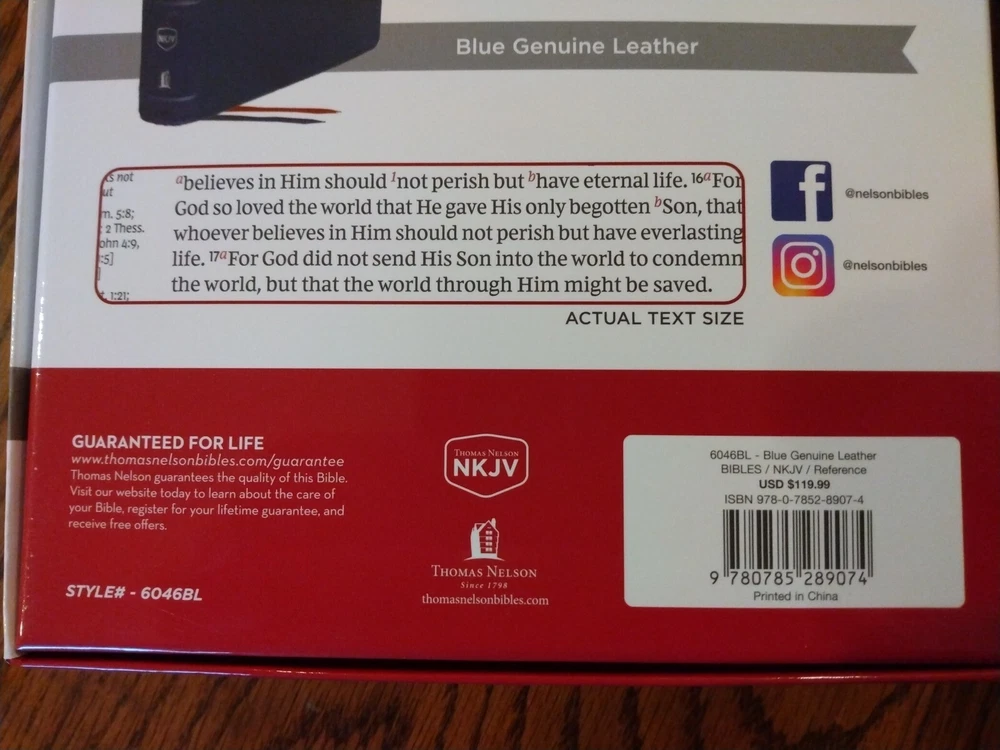 NKJV
Blue Genuine Leather
s not
ut
m. 5:8;
2 Thess.
ohn 4:9,
:5]
t. 1:21;
ᵃbelieves in Him should ¹not perish but ᵇhave eternal life. 16ᵃFor
God so loved the world that He gave His only begotten ᵇSon, that
whoever believes in Him should not perish but have everlasting
life. 17ᵃFor God did not send His Son into the world to condemn
the world, but that the world through Him might be saved.
ACTUAL TEXT SIZE
@nelsonbibles
@nelsonbibles
GUARANTEED FOR LIFE
www.thomasnelsonbibles.com/guarantee
Thomas Nelson guarantees the quality of this Bible.
Visit our website today to learn about the care of
your Bible, register for your lifetime guarantee, and
receive free offers.
STYLE# - 6046BL
THOMAS NELSON
NKJV
THOMAS NELSON
Since 1798
thomasnelsonbibles.com
6046BL - Blue Genuine Leather
BIBLES / NKJV / Reference
USD $119.99
ISBN 978-0-7852-8907-4
9 780785 289074
Printed in China